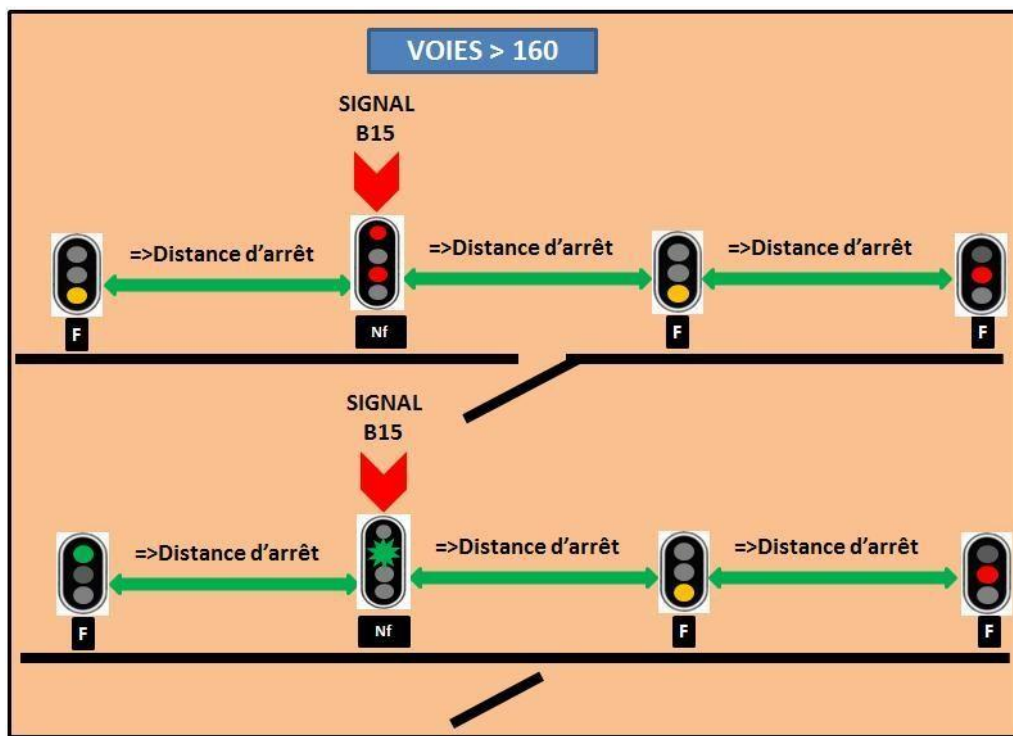 VOIES > 160
SIGNAL
B15
=>Distance d'arrêt
=>Distance d'arrêt
=>Distance d'arrêt
F
Nf
F
F
SIGNAL
B15
=>Distance d'arrêt
=>Distance d'arrêt
=>Distance d'arrêt
F
Nf
F
F